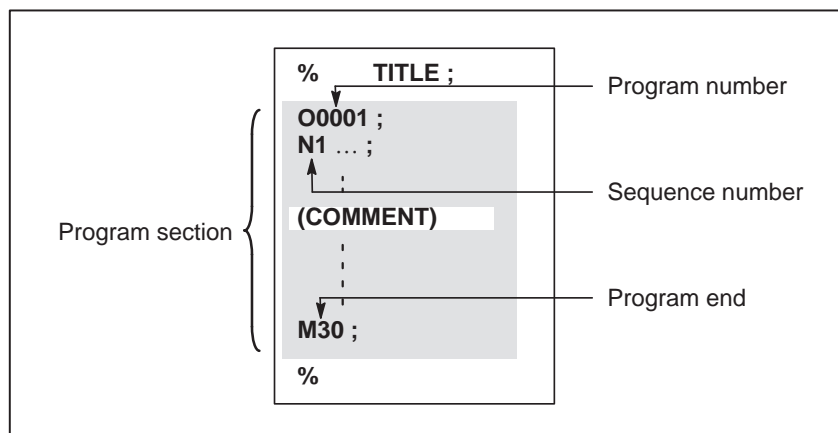 % TITLE ;
Program number
O0001 ;
N1 … ;
Sequence number
(COMMENT)
Program section
Program end
M30 ;
%